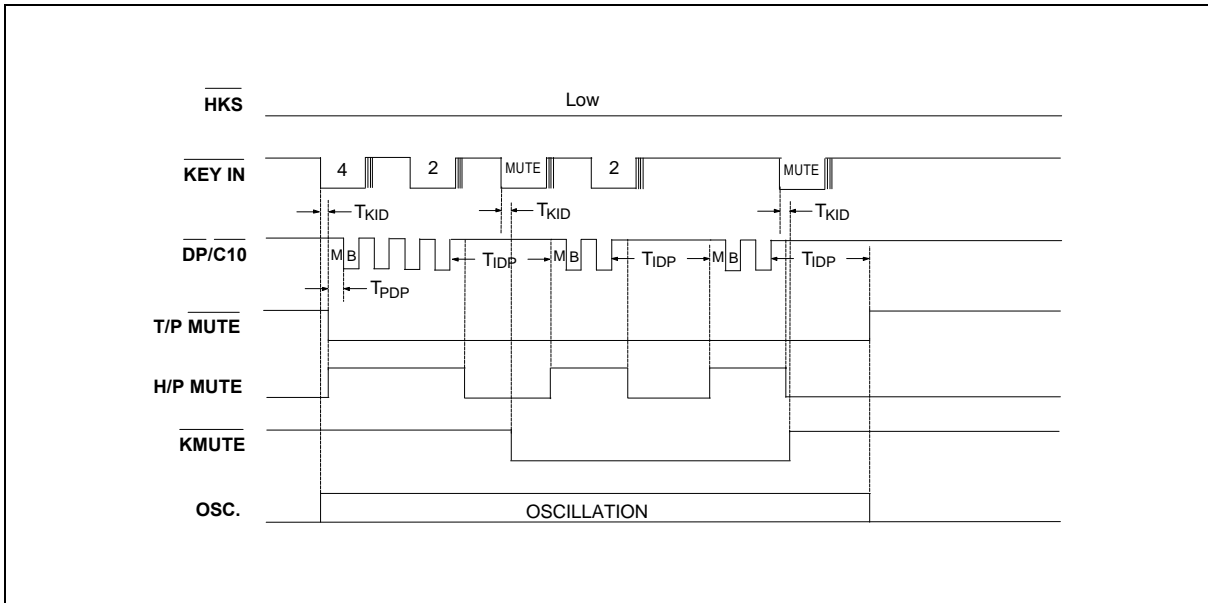 HKS Low
KEY IN 4 2 MUTE 2 MUTE
TKID TKID TKID
DP/C10 M B TIDP M B TIDP M B TIDP
TPDP
T/P MUTE
H/P MUTE
KMUTE
OSC. OSCILLATION